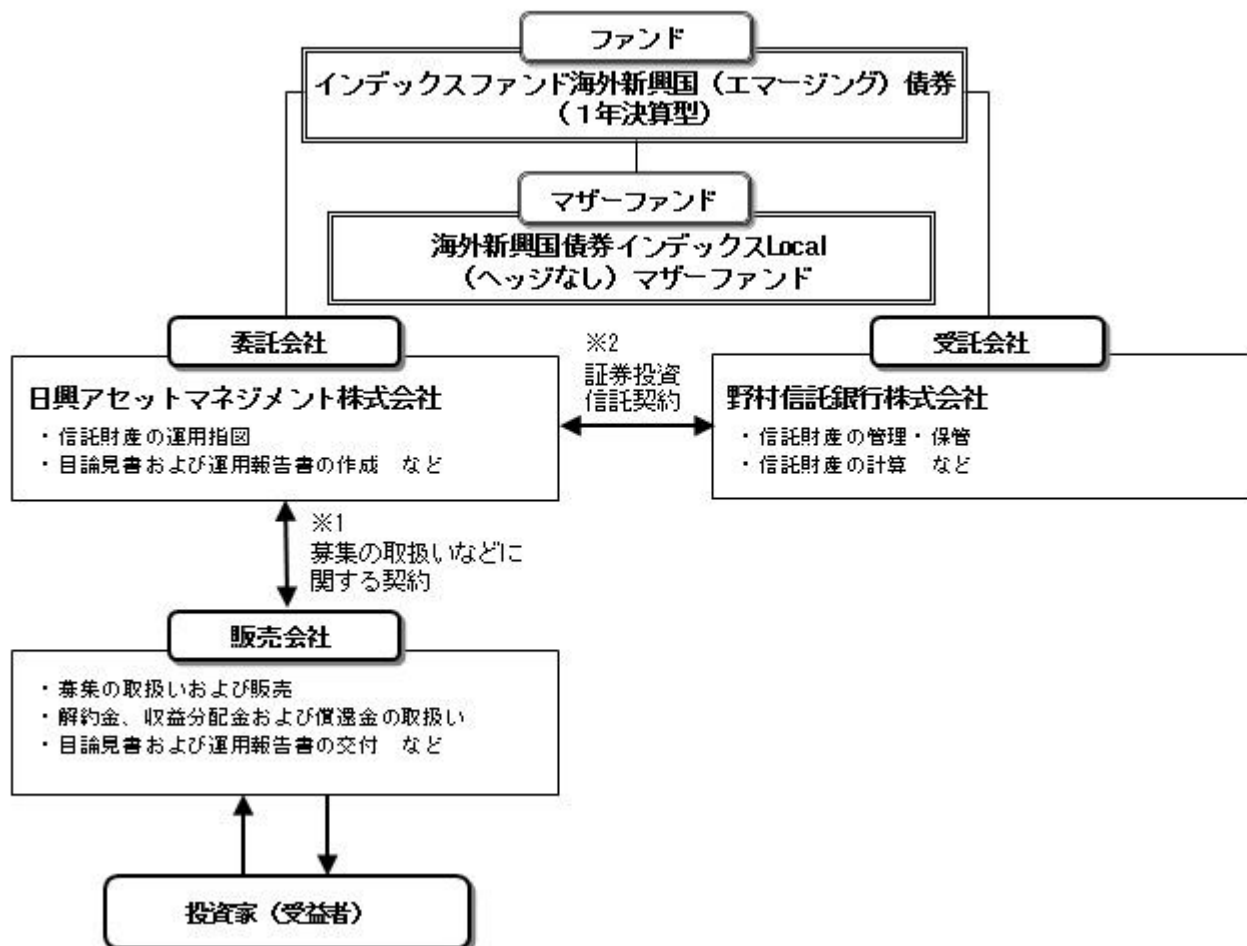 ファンド
インデックスファンド海外新興国（エマージング）債券
（１年決算型）
マザーファンド
海外新興国債券インデックスLocal
（ヘッジなし）マザーファンド
委託会社
日興アセットマネジメント株式会社
・信託財産の運用指図
・目論見書および運用報告書の作成　など
※2
証券投資
信託契約
受託会社
野村信託銀行株式会社
・信託財産の管理・保管
・信託財産の計算　など
※1
募集の取扱いなどに
関する契約
販売会社
・募集の取扱いおよび販売
・解約金、収益分配金および償還金の取扱い
・目論見書および運用報告書の交付　など
投資家（受益者）